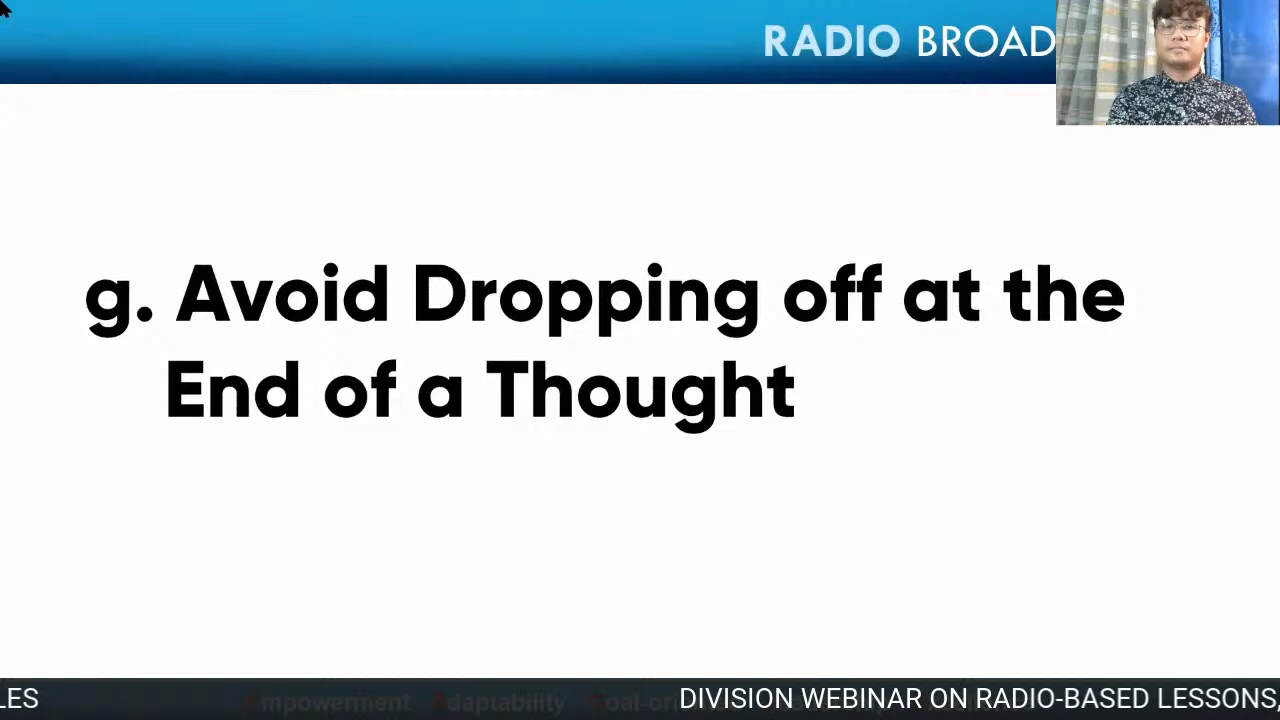 RADIO BROAD
g. Avoid Dropping off at the
End of a Thought
LES DIVISION WEBINAR ON RADIO-BASED LESSONS,